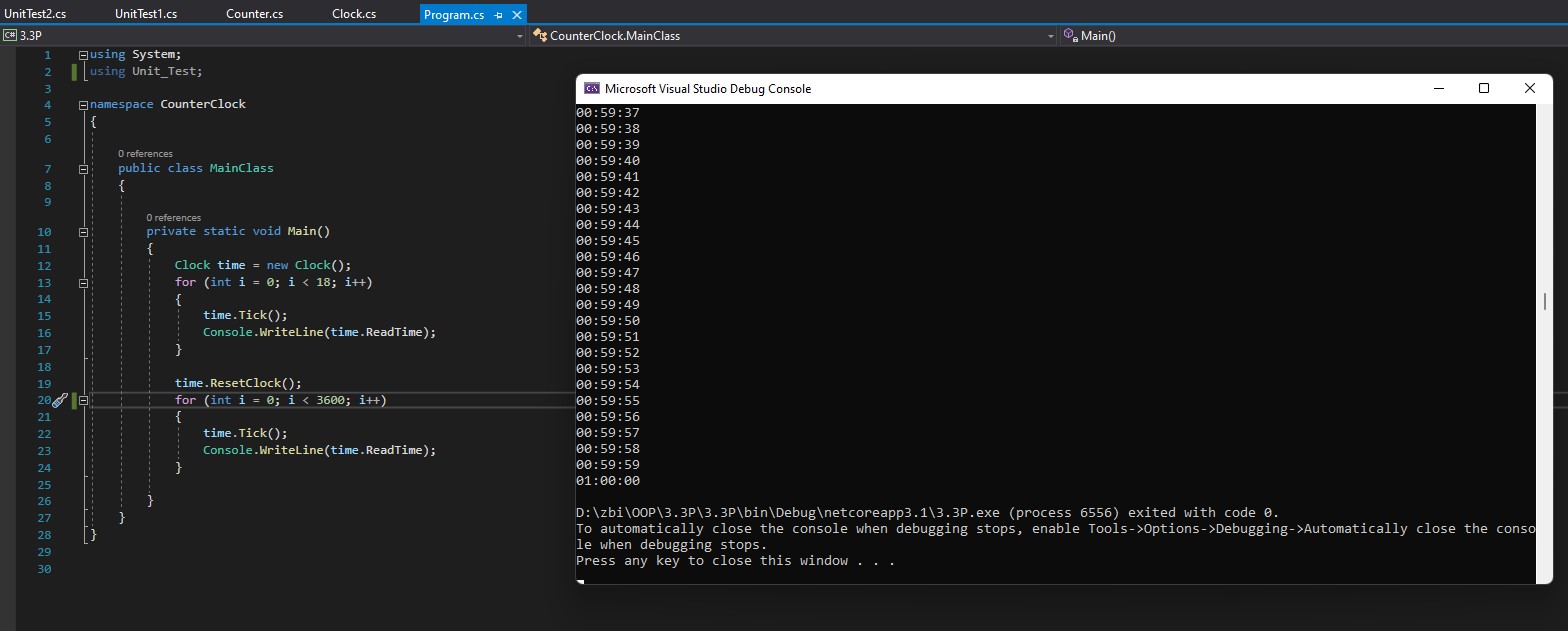 UnitTest2.cs UnitTest1.cs Counter.cs Clock.cs Program.cs
C# 3.3P CounterClock.MainClass Main()
1 using System;
2 using Unit_Test;
3
4 namespace CounterClock
5 {
6
0 references
7 public class MainClass
8 {
9
0 references
10 private static void Main()
11 {
12 Clock time = new Clock();
13 for (int i = 0; i < 18; i++)
14 {
15 time.Tick();
16 Console.WriteLine(time.ReadTime);
17 }
18
19 time.ResetClock();
20 for (int i = 0; i < 3600; i++)
21 {
22 time.Tick();
23 Console.WriteLine(time.ReadTime);
24 }
25
26 }
27 }
28 }
29
30
Microsoft Visual Studio Debug Console
00:59:37
00:59:38
00:59:39
00:59:40
00:59:41
00:59:42
00:59:43
00:59:44
00:59:45
00:59:46
00:59:47
00:59:48
00:59:49
00:59:50
00:59:51
00:59:52
00:59:53
00:59:54
00:59:55
00:59:56
00:59:57
00:59:58
00:59:59
01:00:00
D:\zbi\OOP\3.3P\3.3P\bin\Debug\netcoreapp3.1\3.3P.exe (process 6556) exited with code 0.
To automatically close the console when debugging stops, enable Tools->Options->Debugging->Automatically close the conso
le when debugging stops.
Press any key to close this window . . .